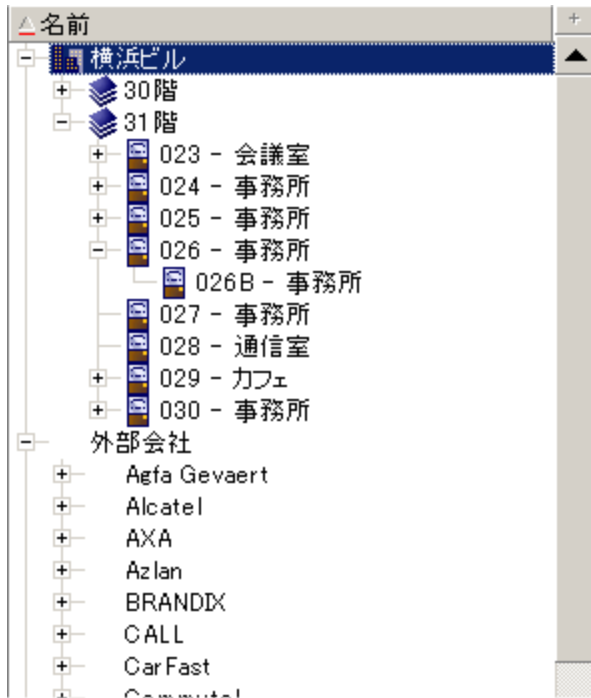 名前
横浜ビル
30階
31階
023 - 会議室
024 - 事務所
025 - 事務所
026 - 事務所
026B - 事務所
027 - 事務所
028 - 通信室
029 - カフェ
030 - 事務所
外部会社
Agfa Gevaert
Alcatel
AXA
Azlan
BRANDIX
CALL
CarFast